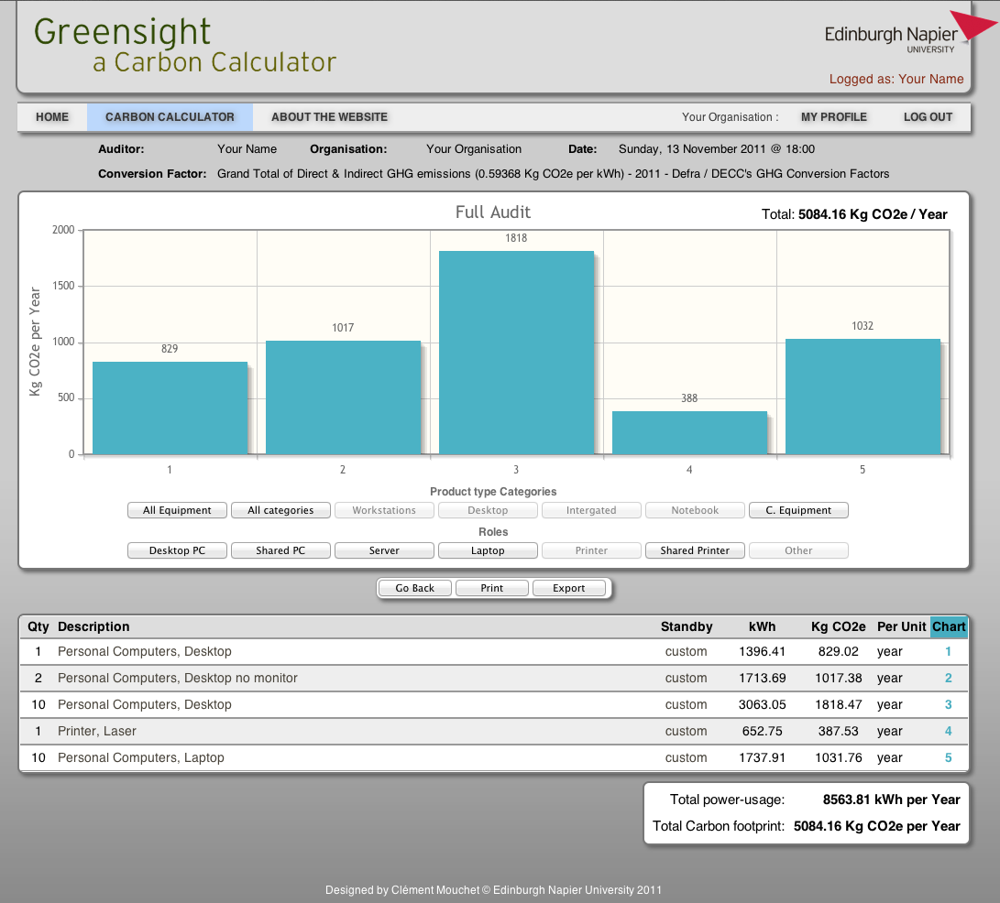 Greensight
a Carbon Calculator
Edinburgh Napier
UNIVERSITY
Logged as: Your Name
HOME CARBON CALCULATOR ABOUT THE WEBSITE Your Organisation : MY PROFILE LOG OUT
Auditor: Your Name Organisation: Your Organisation Date: Sunday, 13 November 2011 @ 18:00
Conversion Factor: Grand Total of Direct & Indirect GHG emissions (0.59368 Kg CO2e per kWh) - 2011 - Defra / DECC's GHG Conversion Factors
Full Audit
Total: 5084.16 Kg CO2e / Year
Kg CO2e per Year
2000
1500
1000
500
0
829
1017
1818
388
1032
1 2 3 4 5
Product type Categories
All Equipment All categories Workstations Desktop Intergated Notebook C. Equipment
Roles
Desktop PC Shared PC Server Laptop Printer Shared Printer Other
Go Back Print Export
Qty Description Standby kWh Kg CO2e Per Unit Chart
1 Personal Computers, Desktop custom 1396.41 829.02 year 1
2 Personal Computers, Desktop no monitor custom 1713.69 1017.38 year 2
10 Personal Computers, Desktop custom 3063.05 1818.47 year 3
1 Printer, Laser custom 652.75 387.53 year 4
10 Personal Computers, Laptop custom 1737.91 1031.76 year 5
Total power-usage: 8563.81 kWh per Year
Total Carbon footprint: 5084.16 Kg CO2e per Year
Designed by Clément Mouchet © Edinburgh Napier University 2011